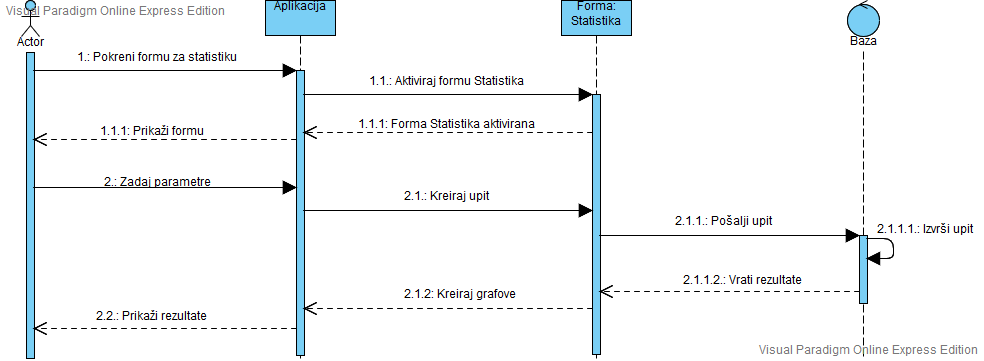 Visual Paradigm Online Express Edition
Aplikacija
Forma:
Statistika
Actor
Baza
1.: Pokreni formu za statistiku
1.1.: Aktiviraj formu Statistika
1.1.1: Forma Statistika aktivirana
1.1.1: Prikaži formu
2.: Zadaj parametre
2.1.: Kreiraj upit
2.1.1.: Pošalji upit
2.1.1.1.: Izvrši upit
2.1.1.2.: Vrati rezultate
2.1.2: Kreiraj grafove
2.2.: Prikaži rezultate
Visual Paradigm Online Express Edition